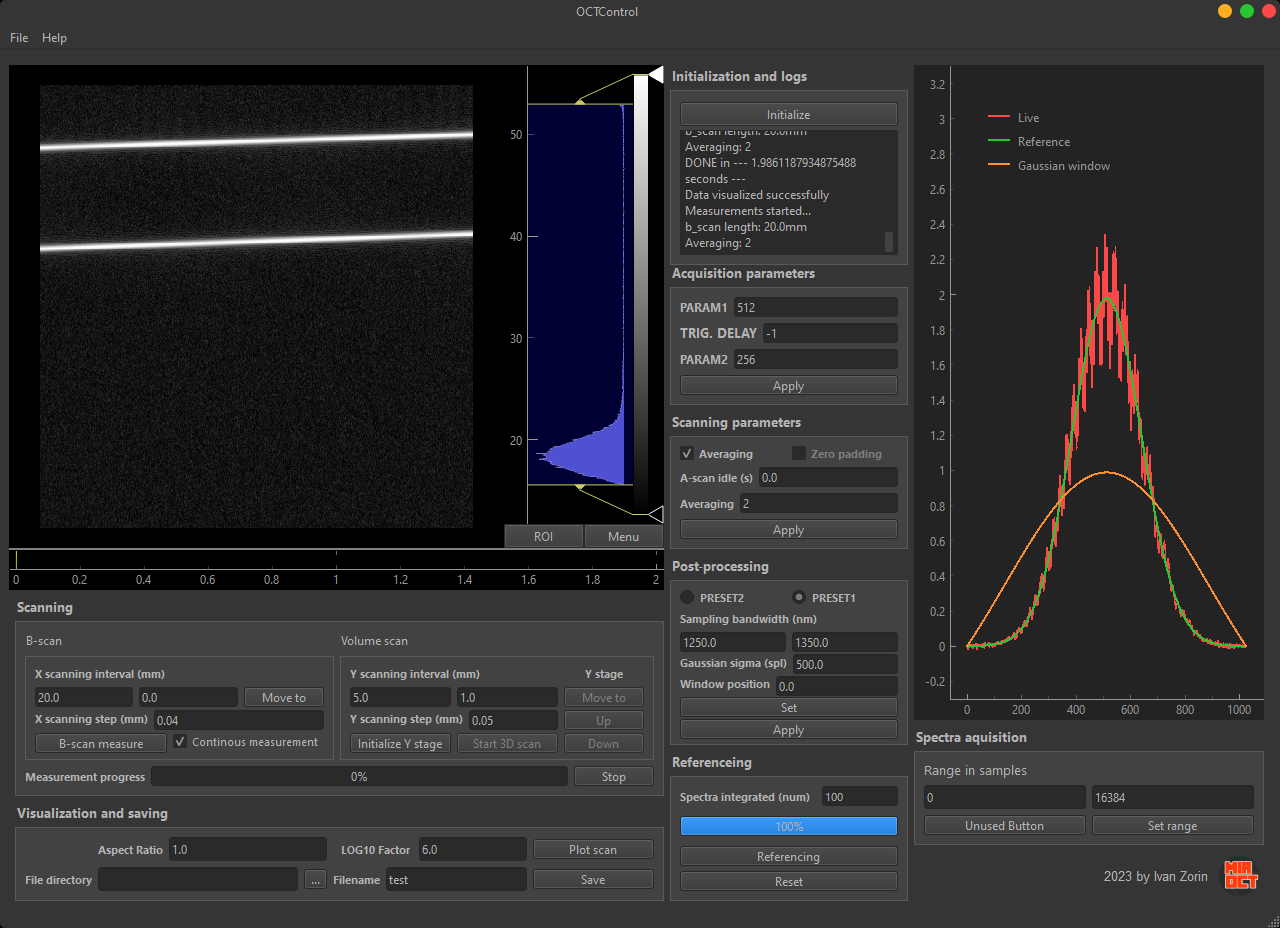 OCTControl
File Help
50
40
30
20
ROI Menu
0 0.2 0.4 0.6 0.8 1 1.2 1.4 1.6 1.8 2
Scanning
B-scan
X scanning interval (mm)
20.0 0.0 Move to
X scanning step (mm) 0.04
B-scan measure Continous measurement
Volume scan
Y scanning interval (mm) Y stage
5.0 1.0 Move to
Y scanning step (mm) 0.05 Up
Initialize Y stage Start 3D scan Down
Measurement progress 0% Stop
Visualization and saving
Aspect Ratio 1.0 LOG10 Factor 6.0 Plot scan
File directory ... Filename test Save
Initialization and logs
Initialize
b_scan length: 20.0mm
Averaging: 2
DONE in --- 1.9861187934875488
seconds ---
Data visualized successfully
Measurements started...
b_scan length: 20.0mm
Averaging: 2
Acquisition parameters
PARAM1 512
TRIG. DELAY -1
PARAM2 256
Apply
Scanning parameters
Averaging Zero padding
A-scan idle (s) 0.0
Averaging 2
Apply
Post-processing
PRESET2 PRESET1
Sampling bandwidth (nm)
1250.0 1350.0
Gaussian sigma (spl) 500.0
Window position 0.0
Set
Apply
Referenceing
Spectra integrated (num) 100
100%
Referencing
Reset
3.2
3
2.8
2.6
2.4
2.2
2
1.8
1.6
1.4
1.2
1
0.8
0.6
0.4
0.2
0
-0.2
Live
Reference
Gaussian window
0 200 400 600 800 1000
Spectra aquisition
Range in samples
0 16384
Unused Button Set range
2023 by Ivan Zorin